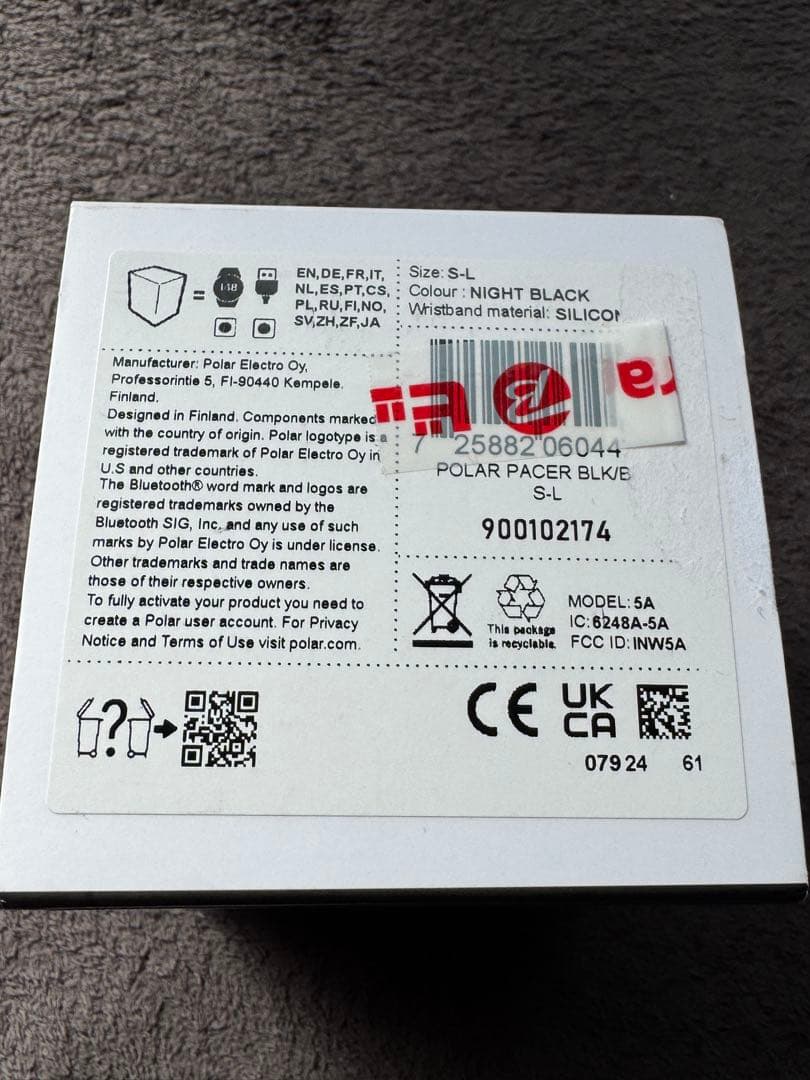 148
EN,DE,FR,IT,
NL,ES,PT,CS,
PL,RU,FI,NO,
SV,ZH,ZF,JA
Size: S-L
Colour : NIGHT BLACK
Wristband material: SILICON
Manufacturer: Polar Electro Oy,
Professorintie 5, FI-90440 Kempele,
Finland.
Designed in Finland. Components marked
with the country of origin. Polar logotype is a
registered trademark of Polar Electro Oy in
U.S and other countries.
The Bluetooth® word mark and logos are
registered trademarks owned by the
Bluetooth SIG, Inc. and any use of such
marks by Polar Electro Oy is under license.
Other trademarks and trade names are
those of their respective owners.
To fully activate your product you need to
create a Polar user account. For Privacy
Notice and Terms of Use visit polar.com.
B
ra
7 25882 06044
POLAR PACER BLK/B
S-L
900102174
This package
is recyclable.
MODEL: 5A
IC: 6248A-5A
FCC ID: INW5A
?
CE
UK
CA
07924 61